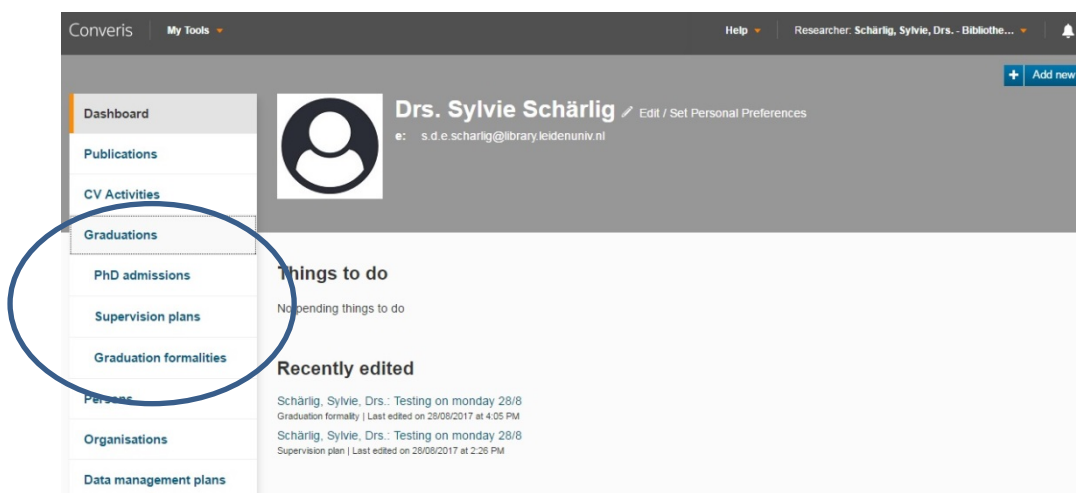 Converis My Tools Help Researcher: Schärlig, Sylvie, Drs. - Bibliothe...
+ Add new
Dashboard
Publications
CV Activities
Graduations
PhD admissions
Supervision plans
Graduation formalities
Persons
Organisations
Data management plans
Drs. Sylvie Schärlig Edit / Set Personal Preferences
e: s.d.e.scharlig@library.leidenuniv.nl
Things to do
No pending things to do
Recently edited
Schärlig, Sylvie, Drs.: Testing on monday 28/8
Graduation formality | Last edited on 28/08/2017 at 4:05 PM
Schärlig, Sylvie, Drs.: Testing on monday 28/8
Supervision plan | Last edited on 28/08/2017 at 2:26 PM